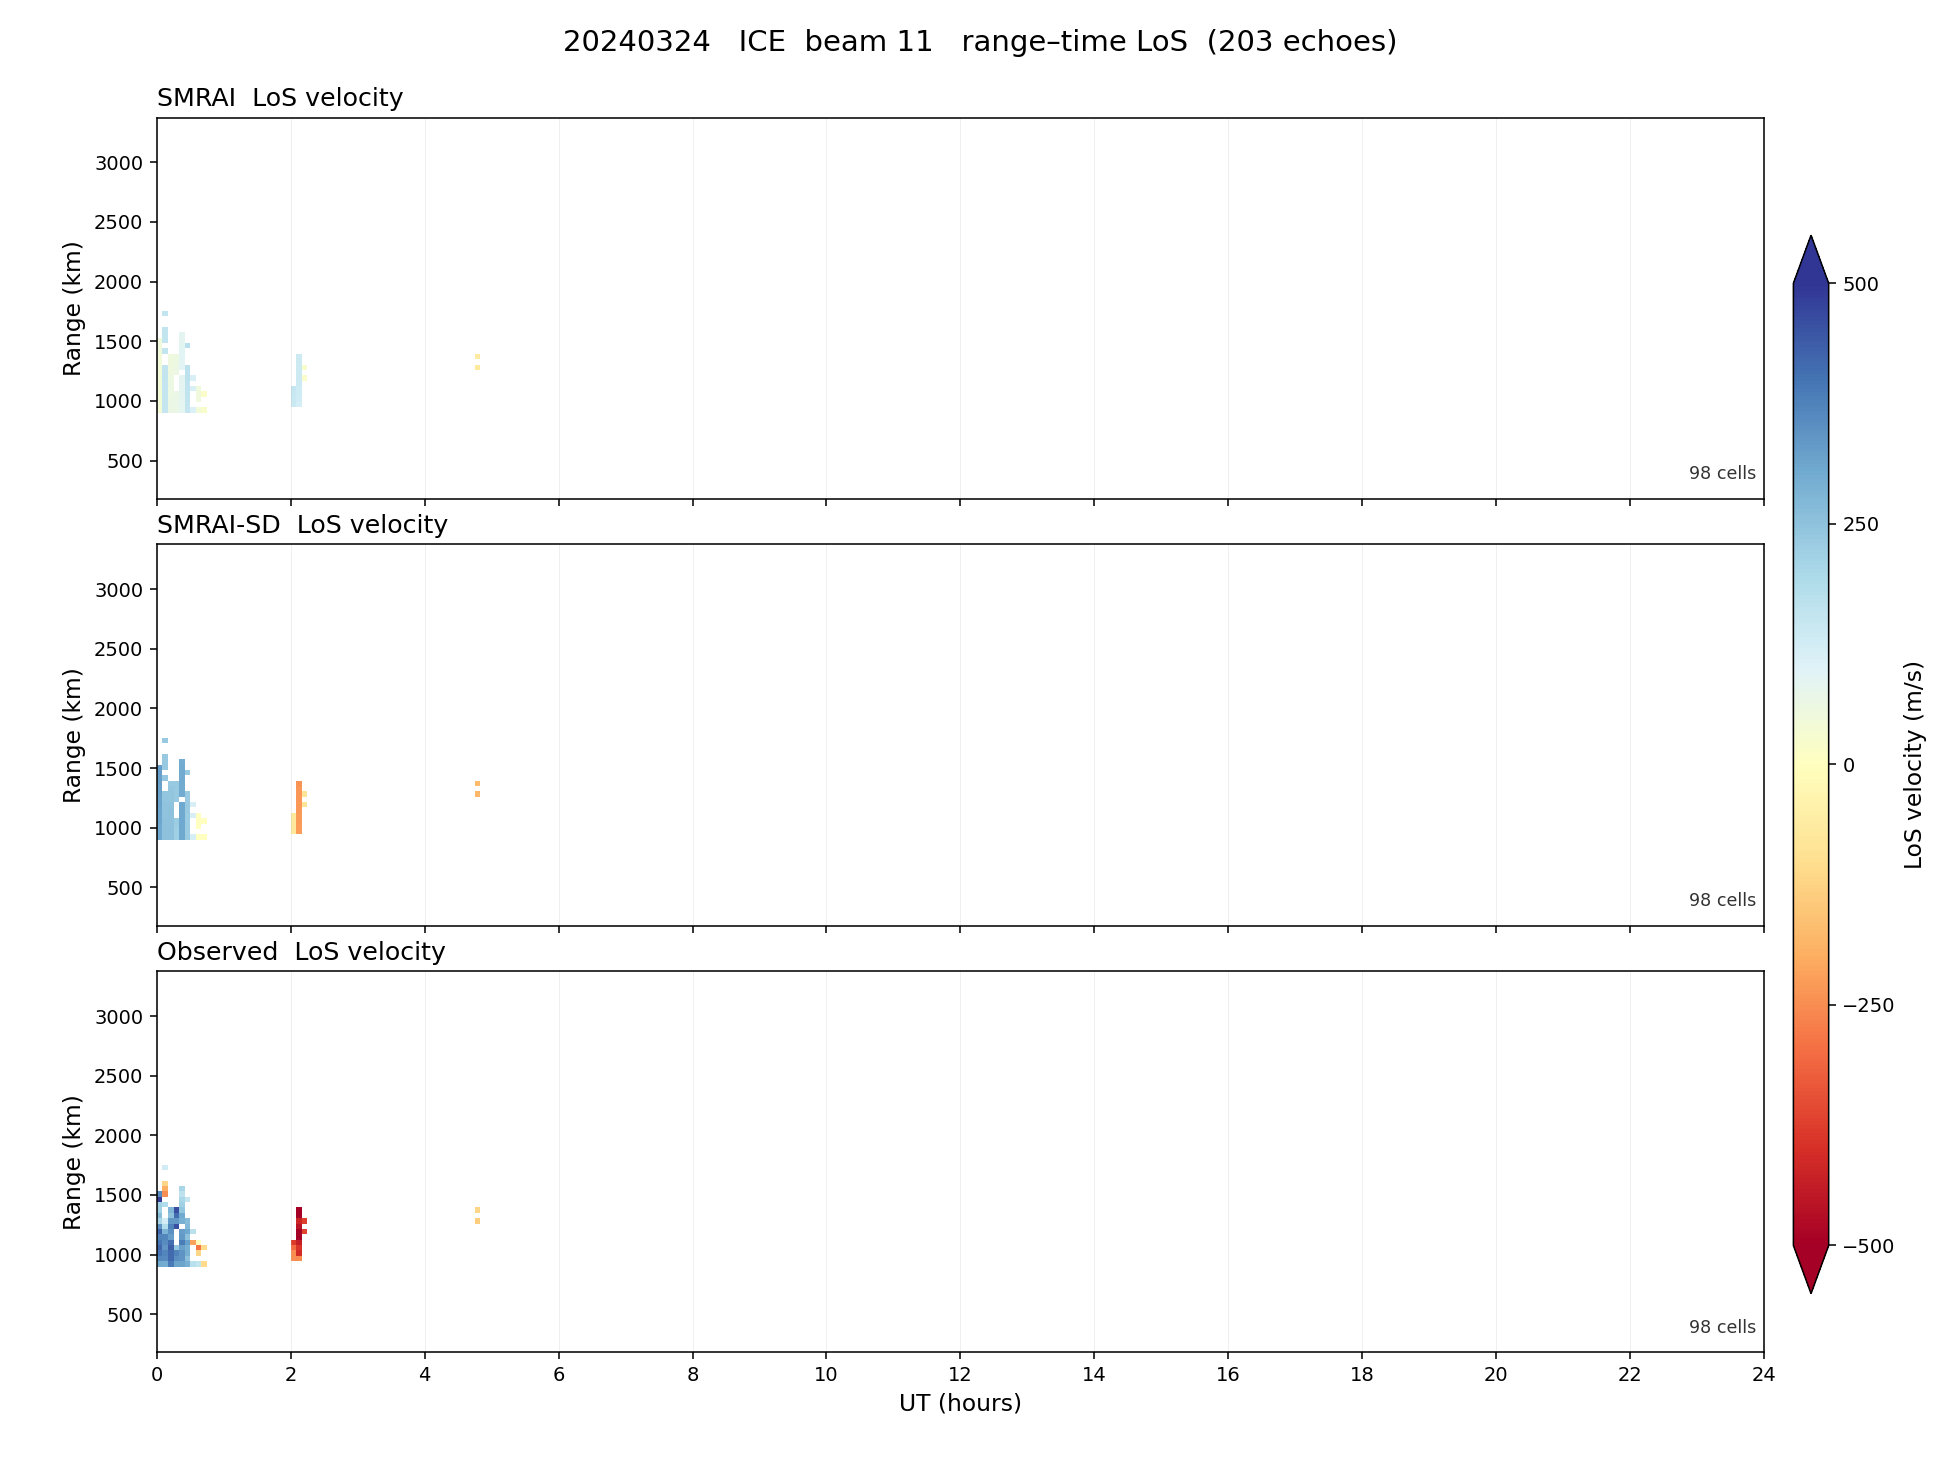 20240324   ICE  beam 11   range–time LoS  (203 echoes)
SMRAI  LoS velocity
3000
2500
2000
1500
1000
500
Range (km)
98 cells
SMRAI-SD  LoS velocity
3000
2500
2000
1500
1000
500
Range (km)
98 cells
Observed  LoS velocity
3000
2500
2000
1500
1000
500
Range (km)
98 cells
0 2 4 6 8 10 12 14 16 18 20 22 24
UT (hours)
500
250
0
−250
−500
LoS velocity (m/s)